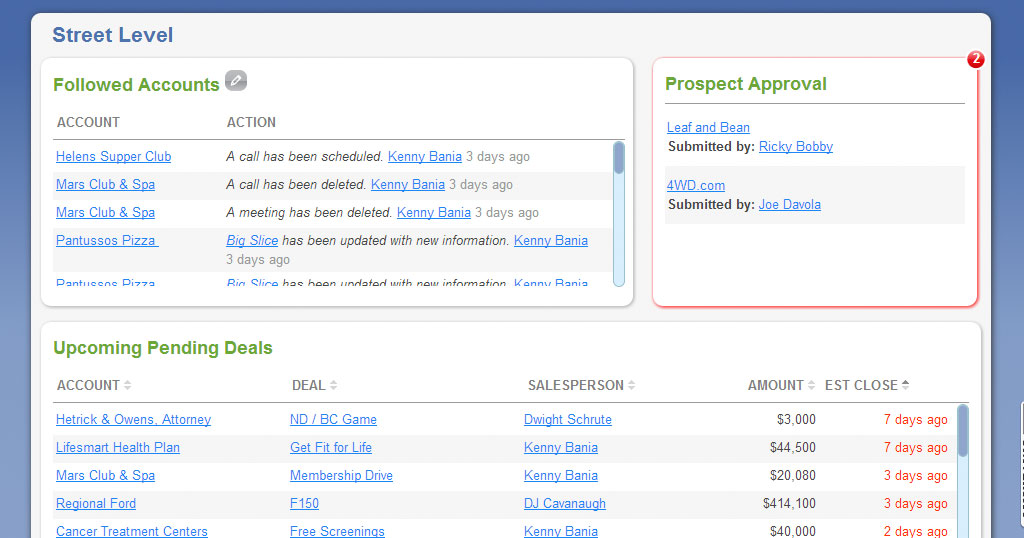 Street Level
Followed Accounts
ACCOUNT ACTION
Helens Supper Club A call has been scheduled. Kenny Bania 3 days ago
Mars Club & Spa A call has been deleted. Kenny Bania 3 days ago
Mars Club & Spa A meeting has been deleted. Kenny Bania 3 days ago
Pantussos Pizza Big Slice has been updated with new information. Kenny Bania
3 days ago
Pantussos Pizza Big Slice has been updated with new information. Kenny Bania
2
Prospect Approval
Leaf and Bean
Submitted by: Ricky Bobby
4WD.com
Submitted by: Joe Davola
Upcoming Pending Deals
ACCOUNT DEAL SALESPERSON AMOUNT EST CLOSE
Hetrick & Owens, Attorney ND / BC Game Dwight Schrute $3,000 7 days ago
Lifesmart Health Plan Get Fit for Life Kenny Bania $44,500 7 days ago
Mars Club & Spa Membership Drive Kenny Bania $20,080 3 days ago
Regional Ford F150 DJ Cavanaugh $414,100 3 days ago
Cancer Treatment Centers Free Screenings Kenny Bania $40,000 2 days ago